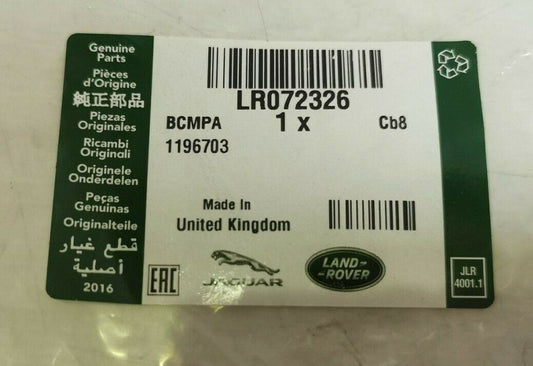 Genuine
Parts
Pièces
d'Origine
純正部品
Piezas
Originales
Ricambi
Originali
Originele
Onderdelen
Peças
Genuinas
Originalteile
قطع غيار
أصلية
2016
LR072326
BCMPA
1 x
Cb8
1196703
Made In
United Kingdom
EAC
JAGUAR
LAND-
-ROVER
JLR
4001.1